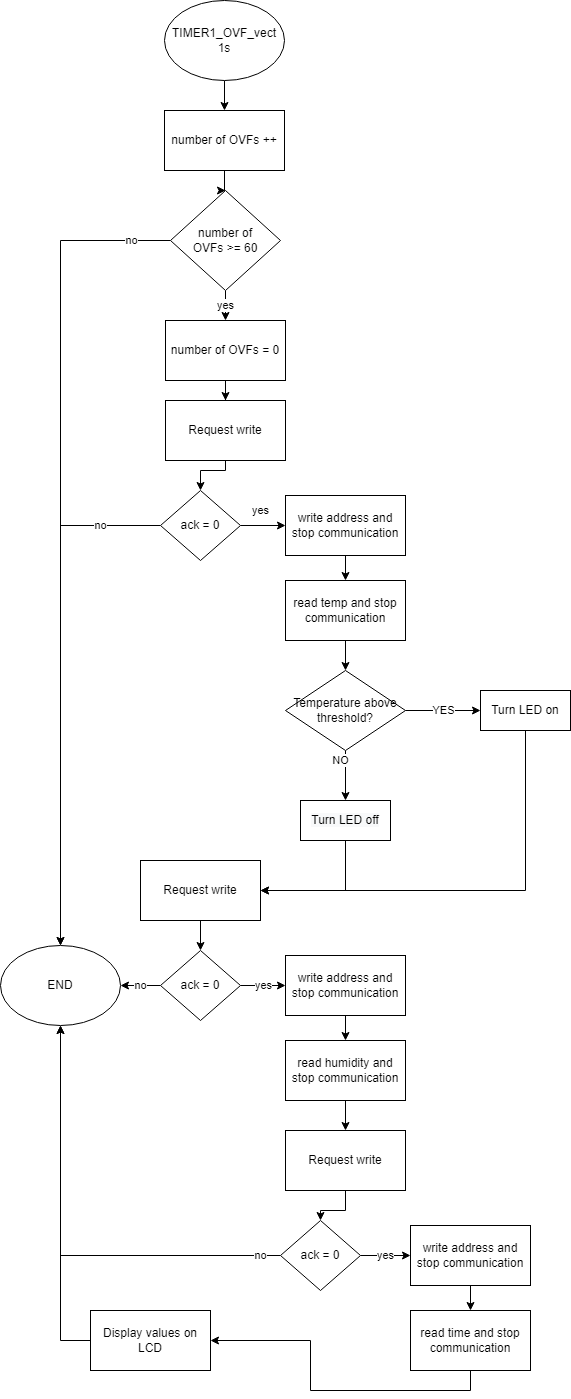 TIMER1_OVF_vect
1s
number of OVFs ++
number of
OVFs >= 60
no
yes
number of OVFs = 0
Request write
ack = 0
no
yes
write address and
stop communication
read temp and stop
communication
Temperature above
threshold?
YES
Turn LED on
NO
Turn LED off
Request write
END
no
ack = 0
yes
write address and
stop communication
read humidity and
stop communication
Request write
no
ack = 0
yes
write address and
stop communication
Display values on
LCD
read time and stop
communication